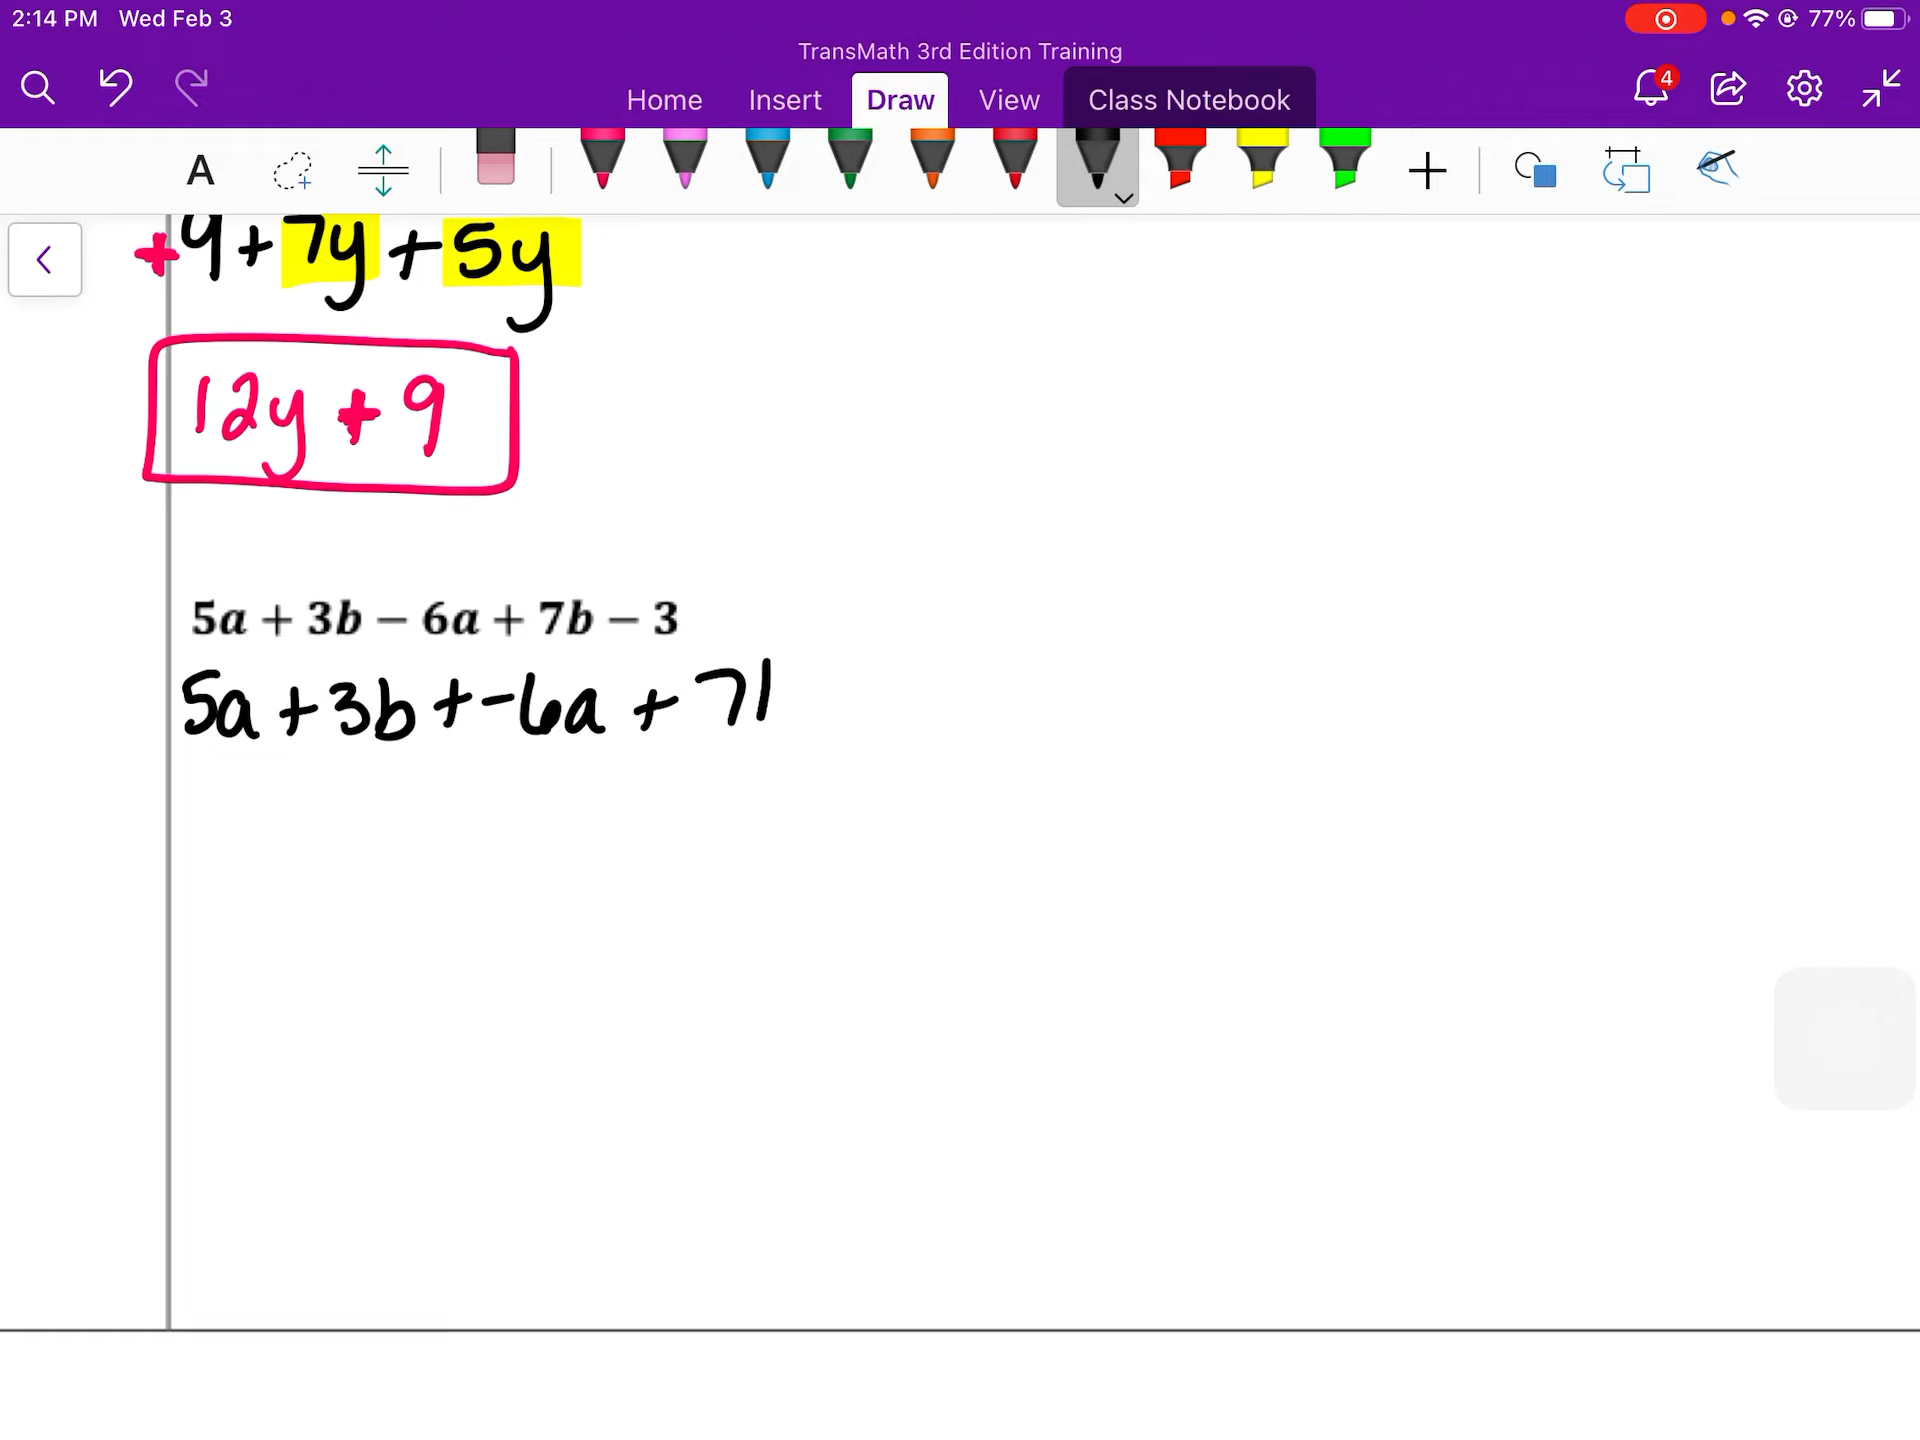 2:14 PM Wed Feb 3
77%
TransMath 3rd Edition Training
Home Insert Draw View Class Notebook
4
A
+9+7y+5y
12y + 9
5a + 3b − 6a + 7b − 3
5a+3b+-6a+7l